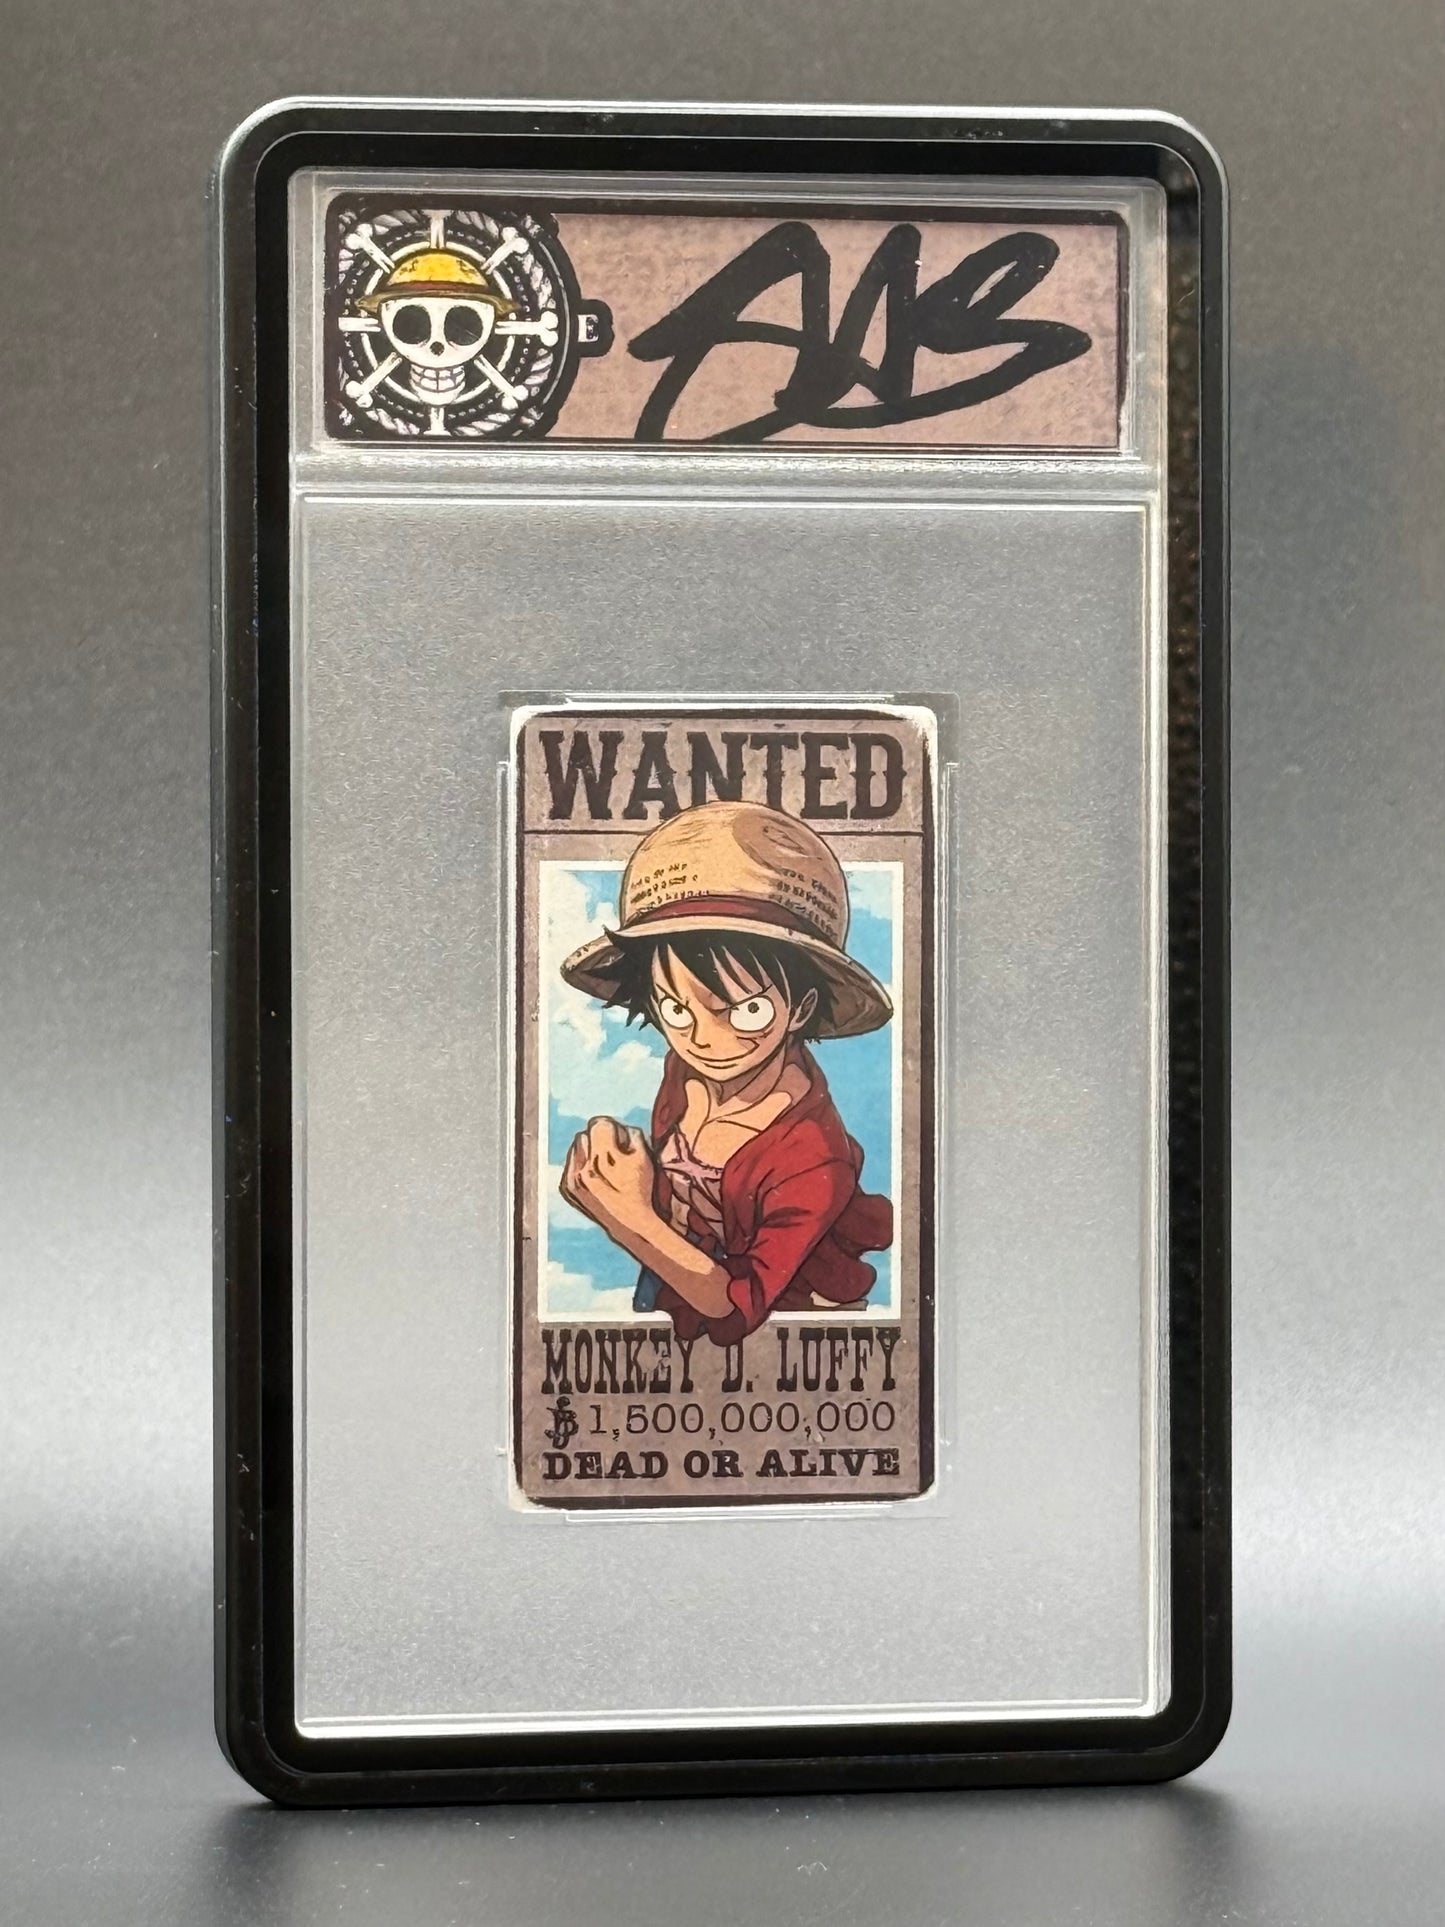 E
WANTED
MONKEY D. LUFFY
฿1,500,000,000
DEAD OR ALIVE